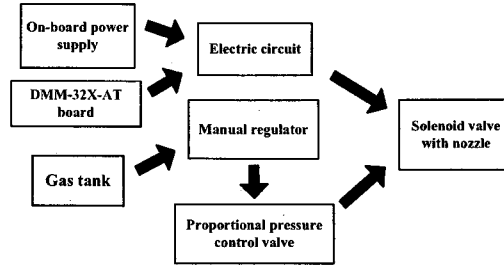 On-board power
supply
Electric circuit
DMM-32X-AT
board
Manual regulator
Solenoid valve
with nozzle
Gas tank
Proportional pressure
control valve